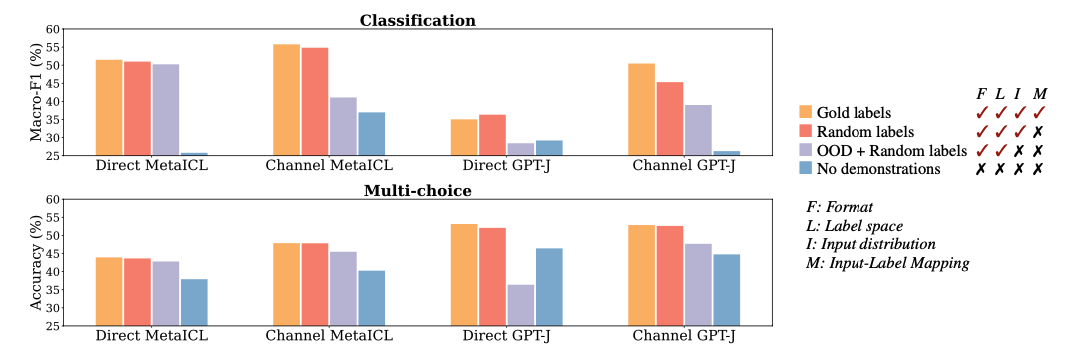 Classification
Macro-F1 (%)
60
55
50
45
40
35
30
25
Direct MetaICL Channel MetaICL Direct GPT-J Channel GPT-J
Multi-choice
Accuracy (%)
60
55
50
45
40
35
30
25
Direct MetaICL Channel MetaICL Direct GPT-J Channel GPT-J
F L I M
Gold labels ✓ ✓ ✓ ✓
Random labels ✓ ✓ ✓ ✗
OOD + Random labels ✓ ✓ ✗ ✗
No demonstrations ✗ ✗ ✗ ✗
F: Format
L: Label space
I: Input distribution
M: Input-Label Mapping